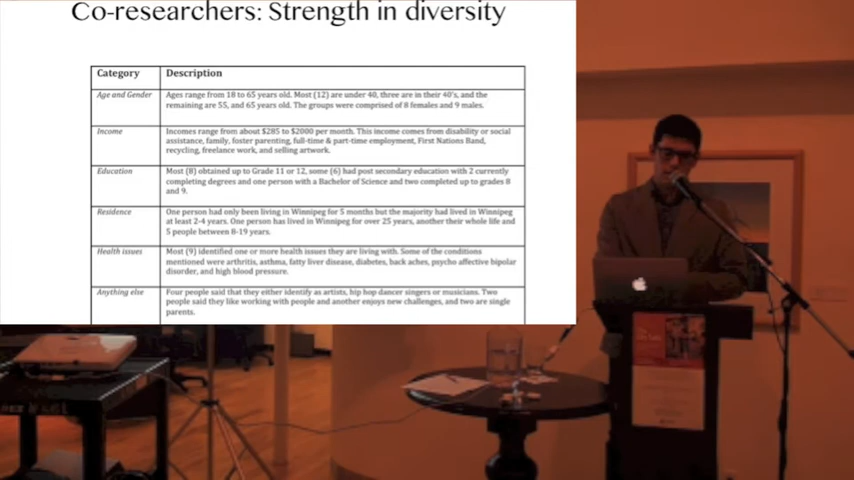 Co-researchers: Strength in diversity
Category Description
Age and Gender Ages range from 18 to 65 years old. Most (12) are under 40, three are in their 40's, and the
remaining are 55, and 65 years old. The groups were comprised of 8 females and 9 males.
Income Incomes range from about $285 to $2000 per month. This income comes from disability or social
assistance, family, foster parenting, full-time & part-time employment, First Nations Band,
recycling, freelance work, and selling artwork.
Education Most (8) obtained up to Grade 11 or 12, some (6) had post secondary education with 2 currently
completing degrees and one person with a Bachelor of Science and two completed up to grades 8
and 9.
Residence One person had only been living in Winnipeg for 5 months but the majority had lived in Winnipeg
at least 2-4 years. One person has lived in Winnipeg for over 25 years, another their whole life and
5 people between 8-19 years.
Health issues Most (9) identified one or more health issues they are living with. Some of the conditions
mentioned were arthritis, asthma, fatty liver disease, diabetes, back aches, psycho affective bipolar
disorder, and high blood pressure.
Anything else Four people said that they either identify as artists, hip hop dancer singers or musicians. Two
people said they like working with people and another enjoys new challenges, and two are single
parents.